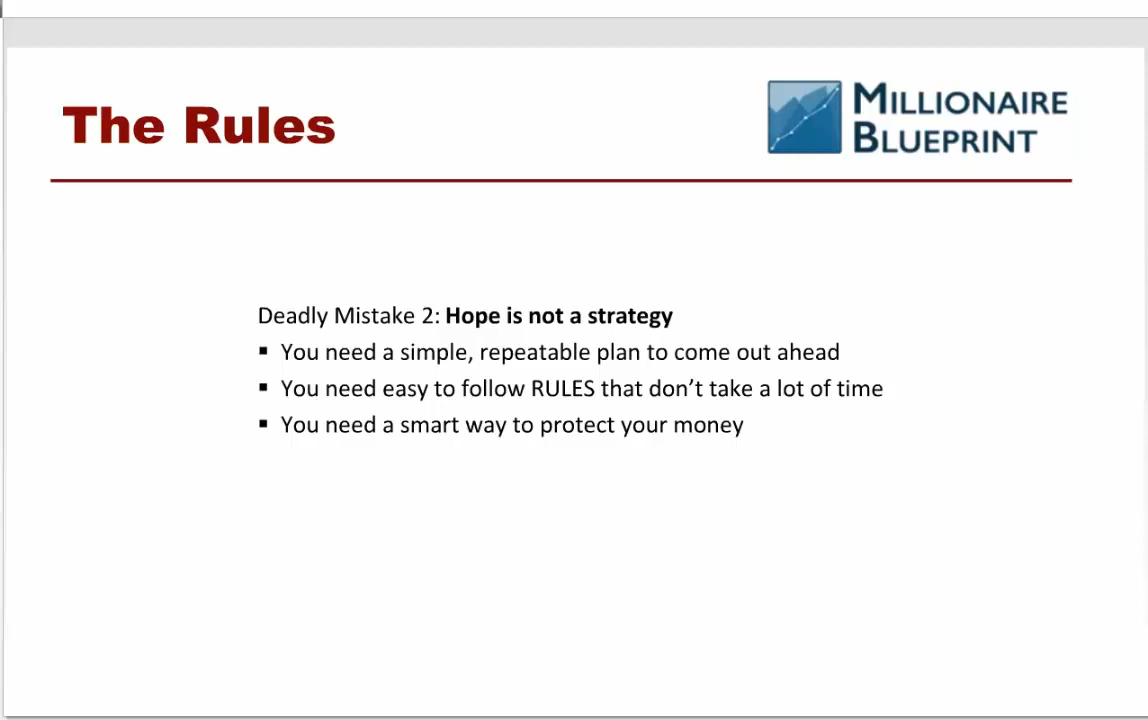 The Rules
MILLIONAIRE
BLUEPRINT
Deadly Mistake 2: Hope is not a strategy
▪ You need a simple, repeatable plan to come out ahead
▪ You need easy to follow RULES that don’t take a lot of time
▪ You need a smart way to protect your money